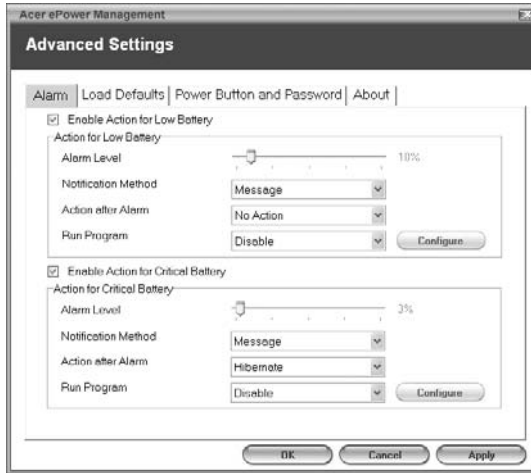 Acer ePower Management
Advanced Settings
Alarm Load Defaults Power Button and Password About
Enable Action for Low Battery
Action for Low Battery
Alarm Level 10%
Notification Method Message
Action after Alarm No Action
Run Program Disable Configure
Enable Action for Critical Battery
Action for Critical Battery
Alarm Level 3%
Notification Method Message
Action after Alarm Hibernate
Run Program Disable Configure
OK Cancel Apply